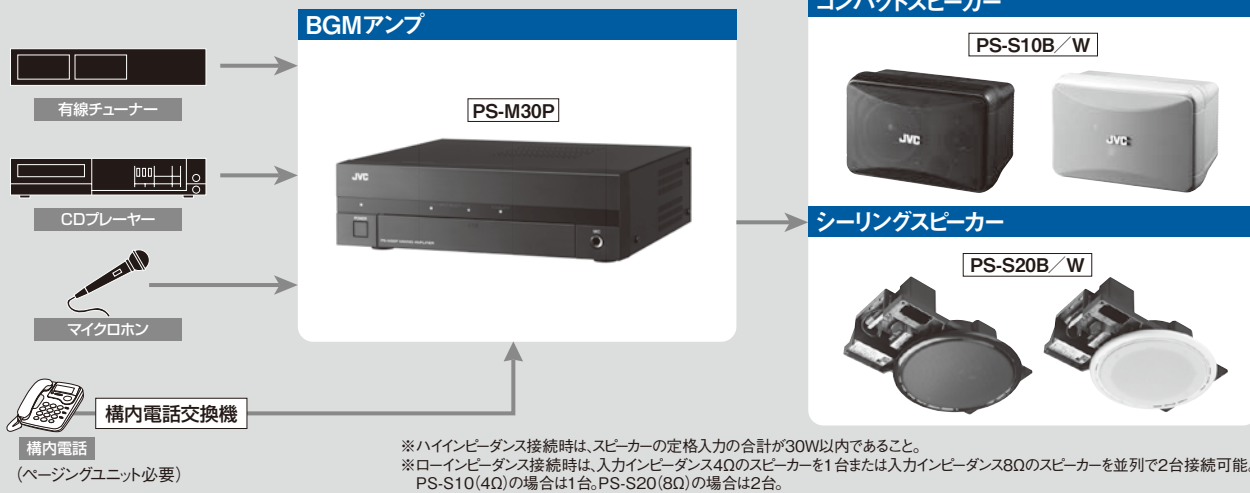 コンパクトスピーカー
BGMアンプ
PS-S10B／W
有線チューナー
PS-M30P
JVC
JVC
JVC
POWER
MIC
CDプレーヤー
シーリングスピーカー
PS-S20B／W
マイクロホン
構内電話交換機
構内電話
(ページングユニット必要)
※ハイインピーダンス接続時は、スピーカーの定格入力の合計が30W以内であること。
※ローインピーダンス接続時は、入力インピーダンス4Ωのスピーカーを1台または入力インピーダンス8Ωのスピーカーを並列で2台接続可能。
PS-S10(4Ω)の場合は1台。PS-S20(8Ω)の場合は2台。